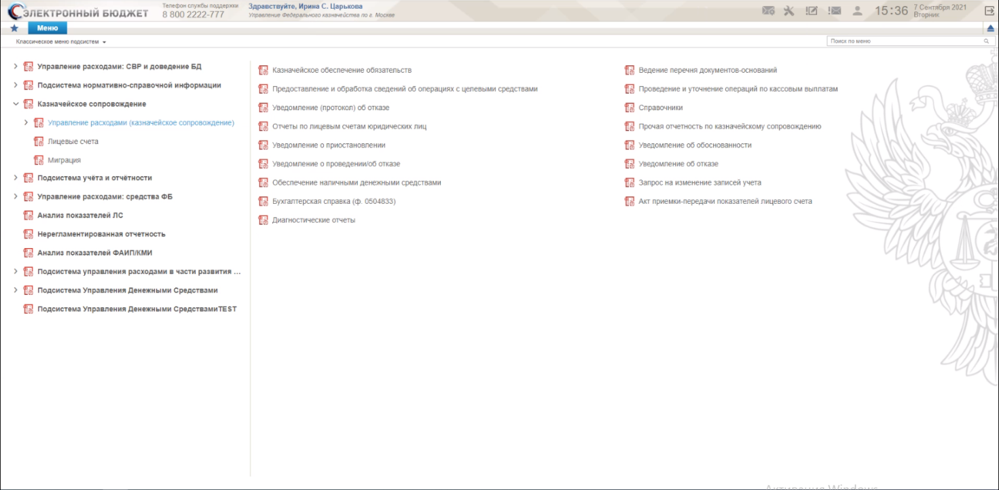 ЭЛЕКТРОННЫЙ БЮДЖЕТ
Телефон службы поддержки
8 800 2222-777
Здравствуйте, Ирина С. Царькова
Управление Федерального казначейства по г. Москве
15:36
7 Сентября 2021
Вторник
Меню
Классическое меню подсистем
Поиск по меню
Управление расходами: СВР и доведение БД
Подсистема нормативно-справочной информации
Казначейское сопровождение
Управление расходами (казначейское сопровождение)
Лицевые счета
Миграция
Подсистема учёта и отчётности
Управление расходами: средства ФБ
Анализ показателей ЛС
Нерегламентированная отчетность
Анализ показателей ФАИП/КМИ
Подсистема управления расходами в части развития ...
Подсистема Управления Денежными Средствами
Подсистема Управления Денежными СредствамиTEST
Казначейское обеспечение обязательств
Предоставление и обработка сведений об операциях с целевыми средствами
Уведомление (протокол) об отказе
Отчеты по лицевым счетам юридических лиц
Уведомление о приостановлении
Уведомление о проведении/об отказе
Обеспечение наличными денежными средствами
Бухгалтерская справка (ф. 0504833)
Диагностические отчеты
Ведение перечня документов-оснований
Проведение и уточнение операций по кассовым выплатам
Справочники
Прочая отчетность по казначейскому сопровождению
Уведомление об обоснованности
Уведомление об отказе
Запрос на изменение записей учета
Акт приемки-передачи показателей лицевого счета
Активация Windows